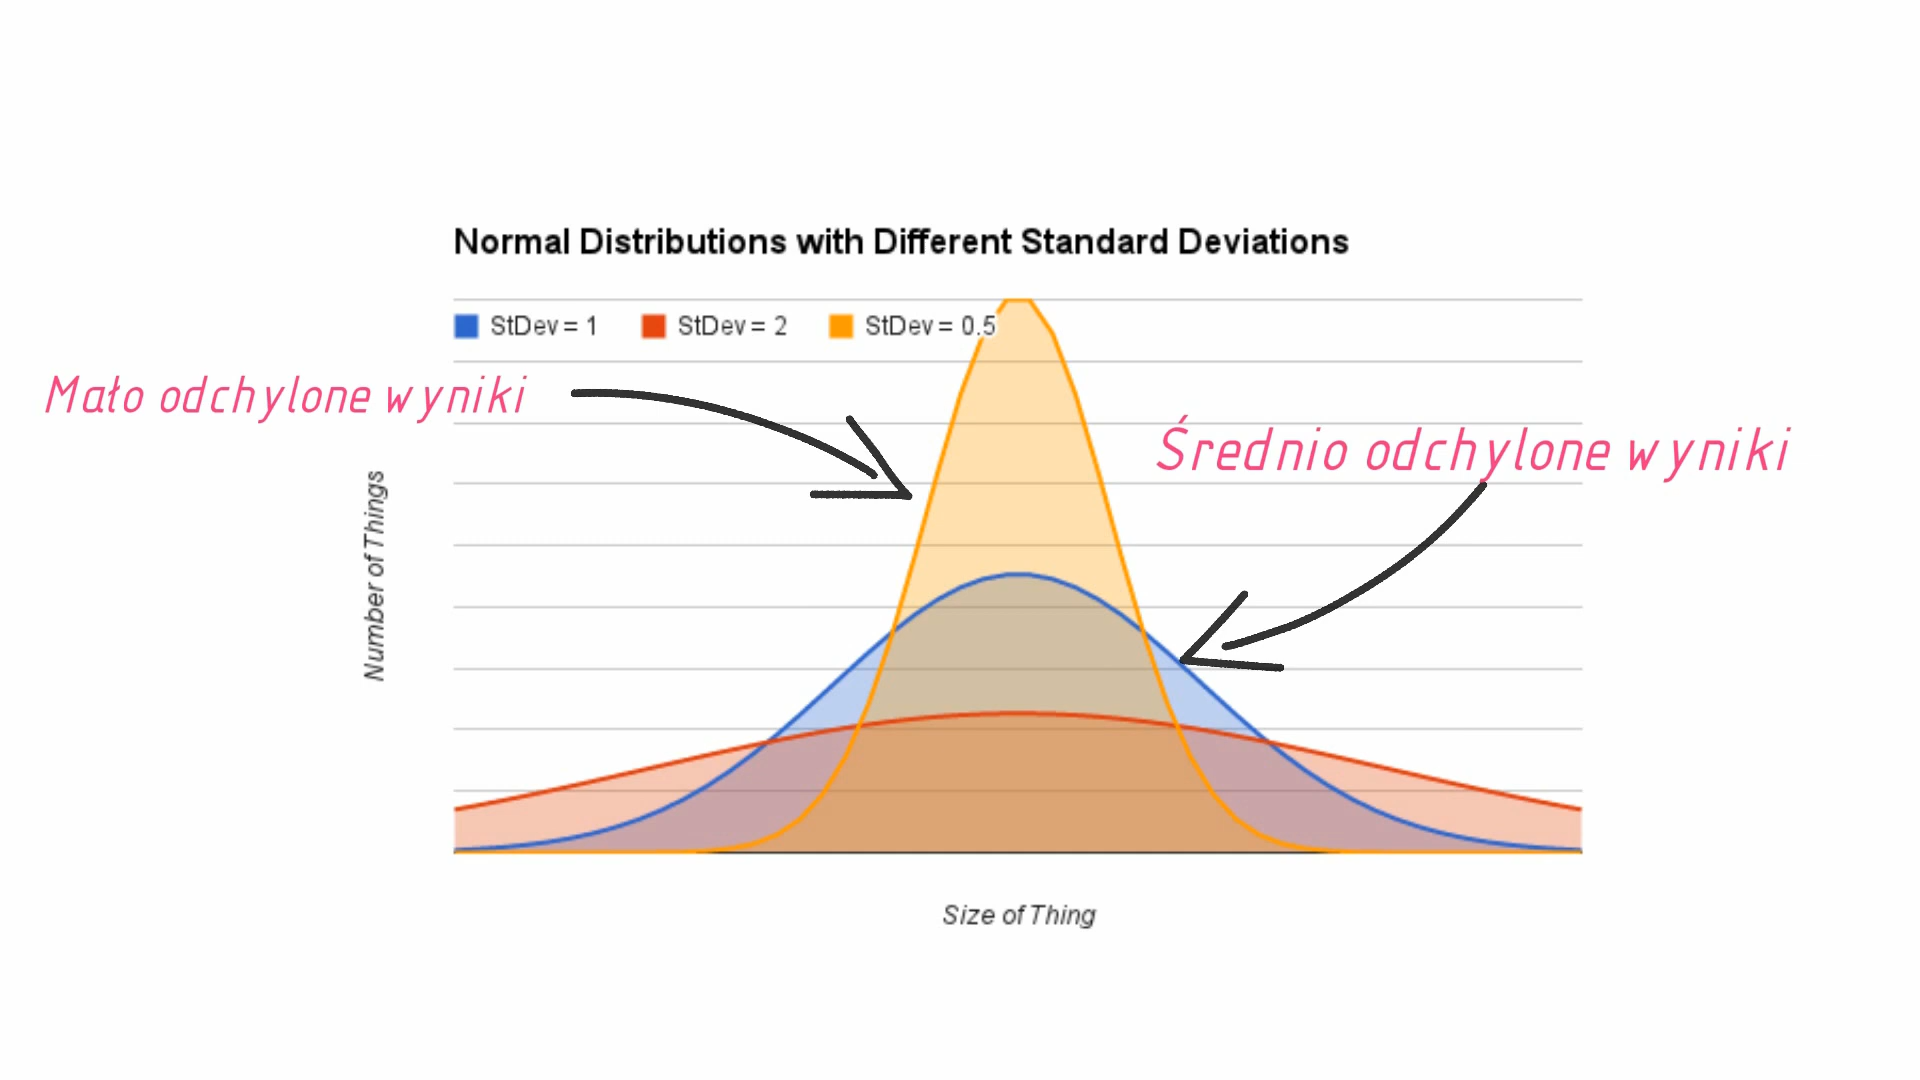 Normal Distributions with Different Standard Deviations
StDev = 1 StDev = 2 StDev = 0.5
Mało odchylone wyniki
Średnio odchylone wyniki
Number of Things
Size of Thing